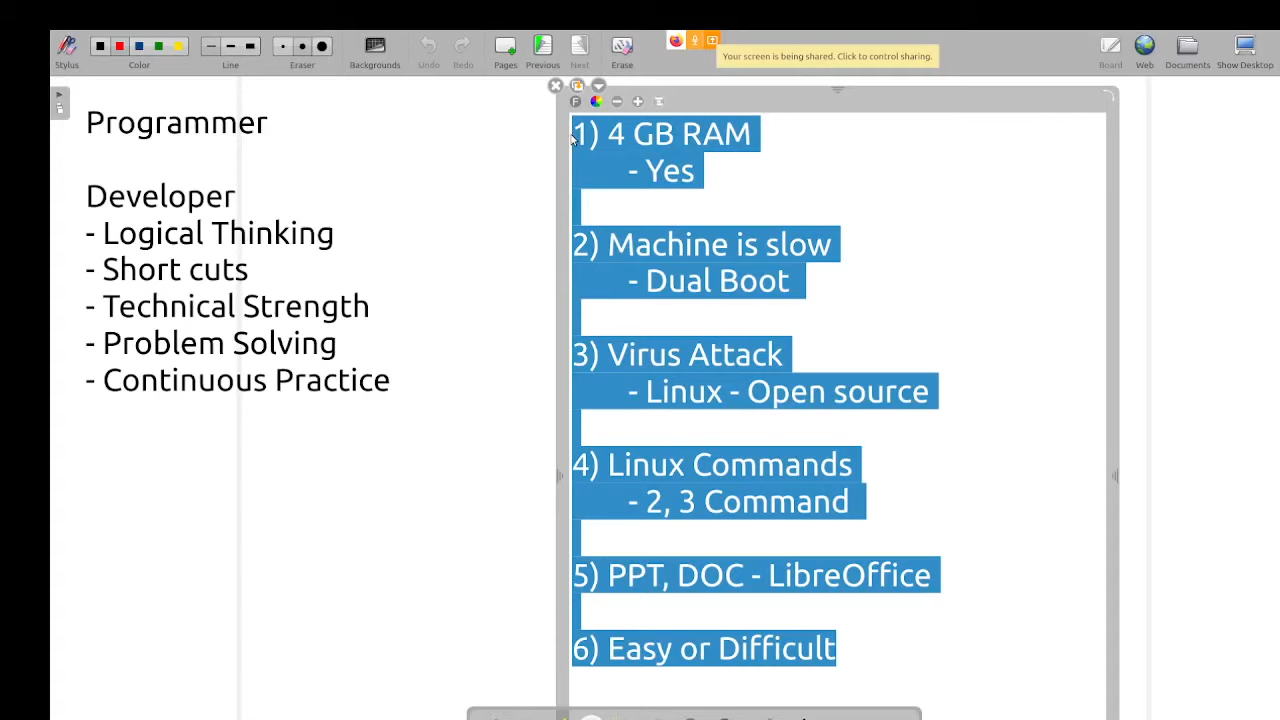 Stylus
Color
Line
Eraser
Backgrounds
Undo
Redo
Pages
Previous
Next
Erase
Your screen is being shared. Click to control sharing.
Board
Web
Documents
Show Desktop
Programmer
Developer
- Logical Thinking
- Short cuts
- Technical Strength
- Problem Solving
- Continuous Practice
F
1) 4 GB RAM
- Yes
2) Machine is slow
- Dual Boot
3) Virus Attack
- Linux - Open source
4) Linux Commands
- 2, 3 Command
5) PPT, DOC - LibreOffice
6) Easy or Difficult